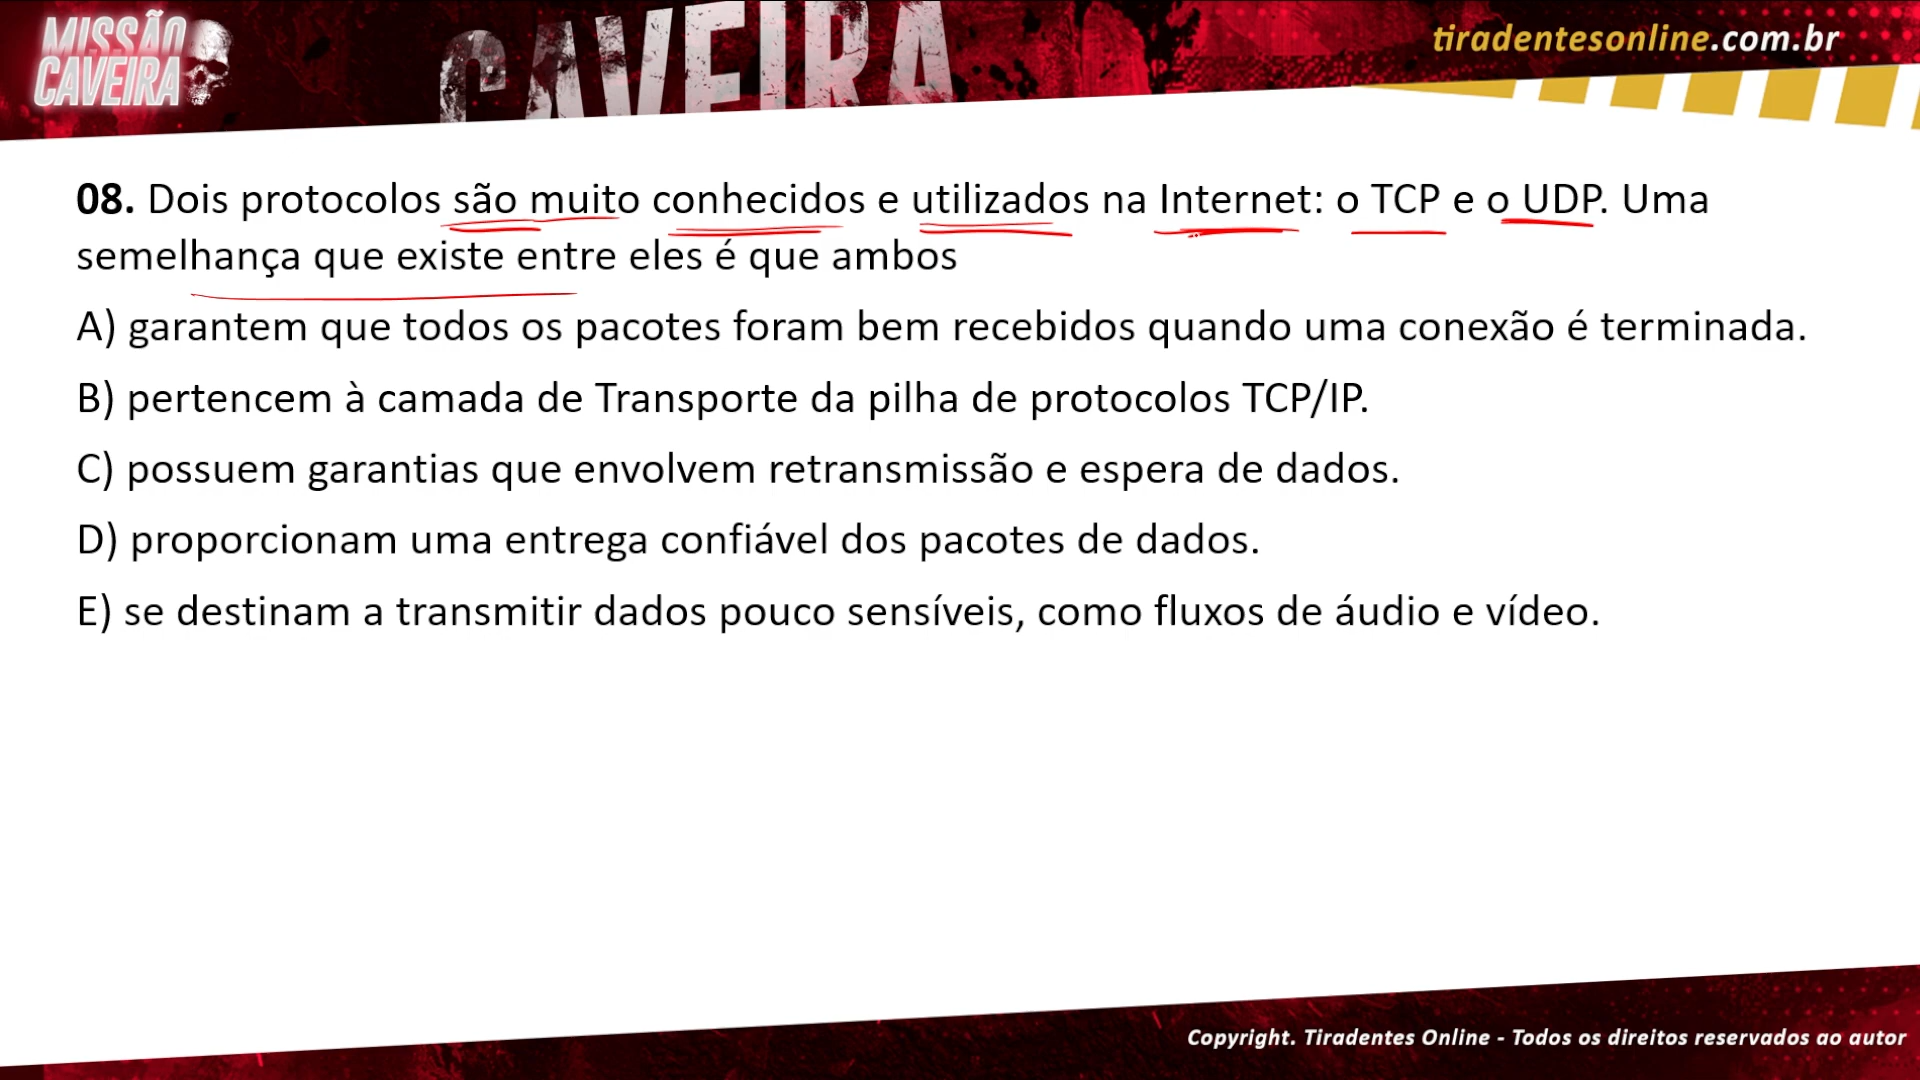 MISSÃO
CAVEIRA
CAVEIRA
tiradentesonline.com.br
08. Dois protocolos são muito conhecidos e utilizados na Internet: o TCP e o UDP. Uma
semelhança que existe entre eles é que ambos
A) garantem que todos os pacotes foram bem recebidos quando uma conexão é terminada.
B) pertencem à camada de Transporte da pilha de protocolos TCP/IP.
C) possuem garantias que envolvem retransmissão e espera de dados.
D) proporcionam uma entrega confiável dos pacotes de dados.
E) se destinam a transmitir dados pouco sensíveis, como fluxos de áudio e vídeo.
Copyright. Tiradentes Online - Todos os direitos reservados ao autor